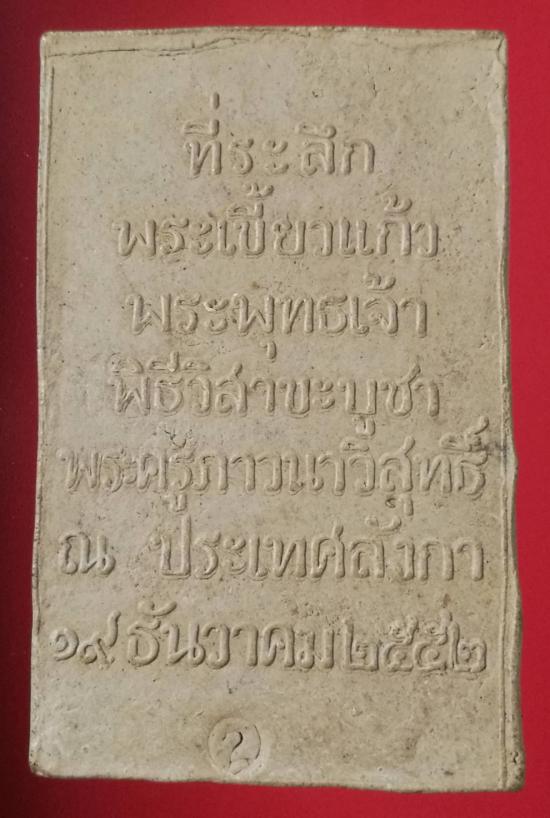 ที่ระลึก
พระเขี้ยวแก้ว
พระพุทธเจ้า
พิธีวิสาขะบูชา
พระครูภาวนาวิสุทธิ์
ณ ประเทศลังกา
๑๙ ธันวาคม ๒๕๕๒